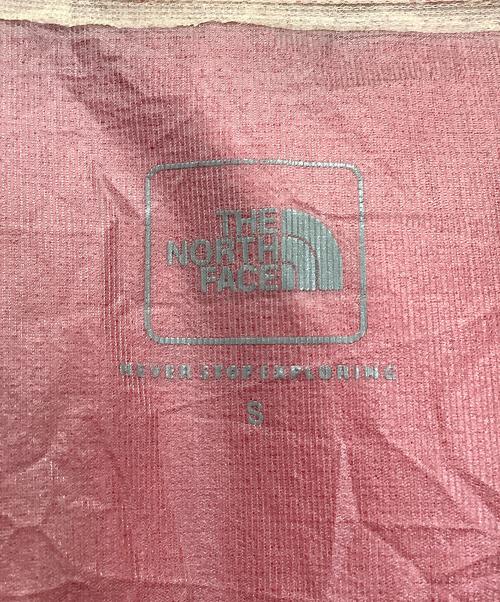 THE
NORTH
FACE
NEVER STOP EXPLORING
S